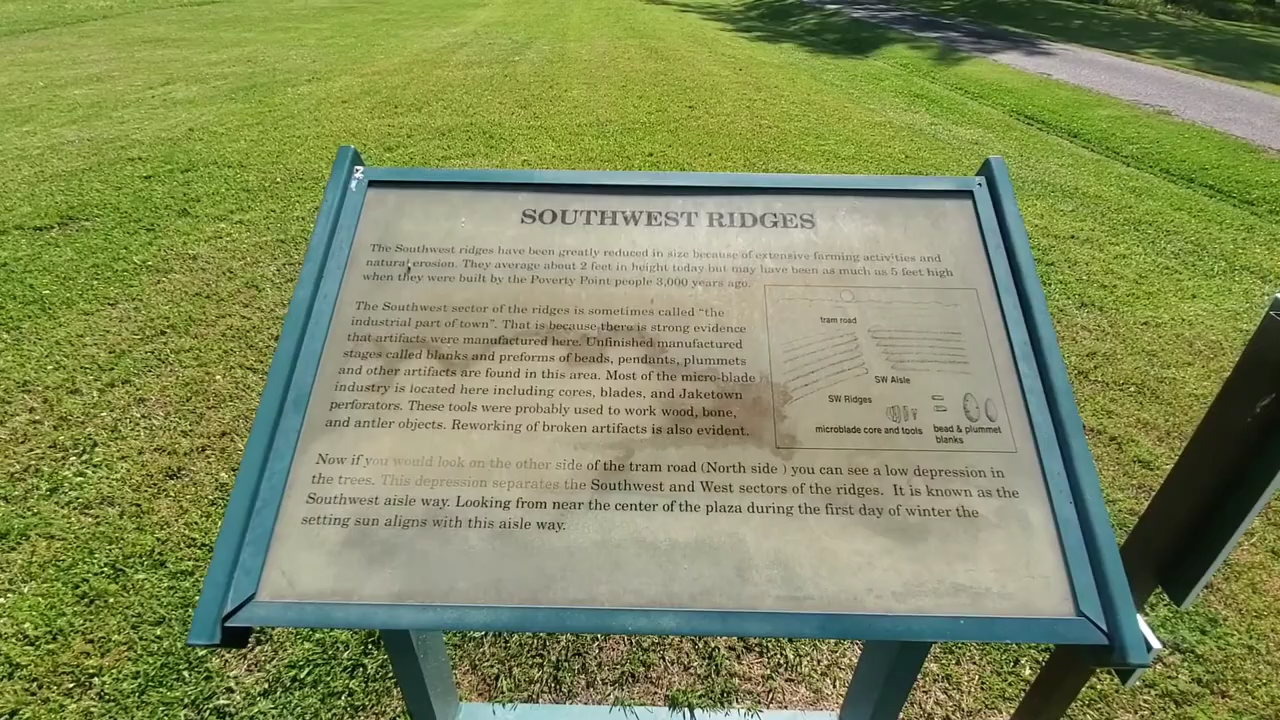 SOUTHWEST RIDGES
The Southwest ridges have been greatly reduced in size because of extensive farming activities and
natural erosion. They average about 2 feet in height today but may have been as much as 5 feet high
when they were built by the Poverty Point people 3,000 years ago.
The Southwest sector of the ridges is sometimes called "the
industrial part of town". That is because there is strong evidence
that artifacts were manufactured here. Unfinished manufactured
stages called blanks and preforms of beads, pendants, plummets
and other artifacts are found in this area. Most of the micro-blade
industry is located here including cores, blades, and Jaketown
perforators. These tools were probably used to work wood, bone,
and antler objects. Reworking of broken artifacts is also evident.
tram road
SW Aisle
SW Ridges
microblade core and tools
bead & plummet
blanks
Now if you would look on the other side of the tram road (North side ) you can see a low depression in
the trees. This depression separates the Southwest and West sectors of the ridges. It is known as the
Southwest aisle way. Looking from near the center of the plaza during the first day of winter the
setting sun aligns with this aisle way.